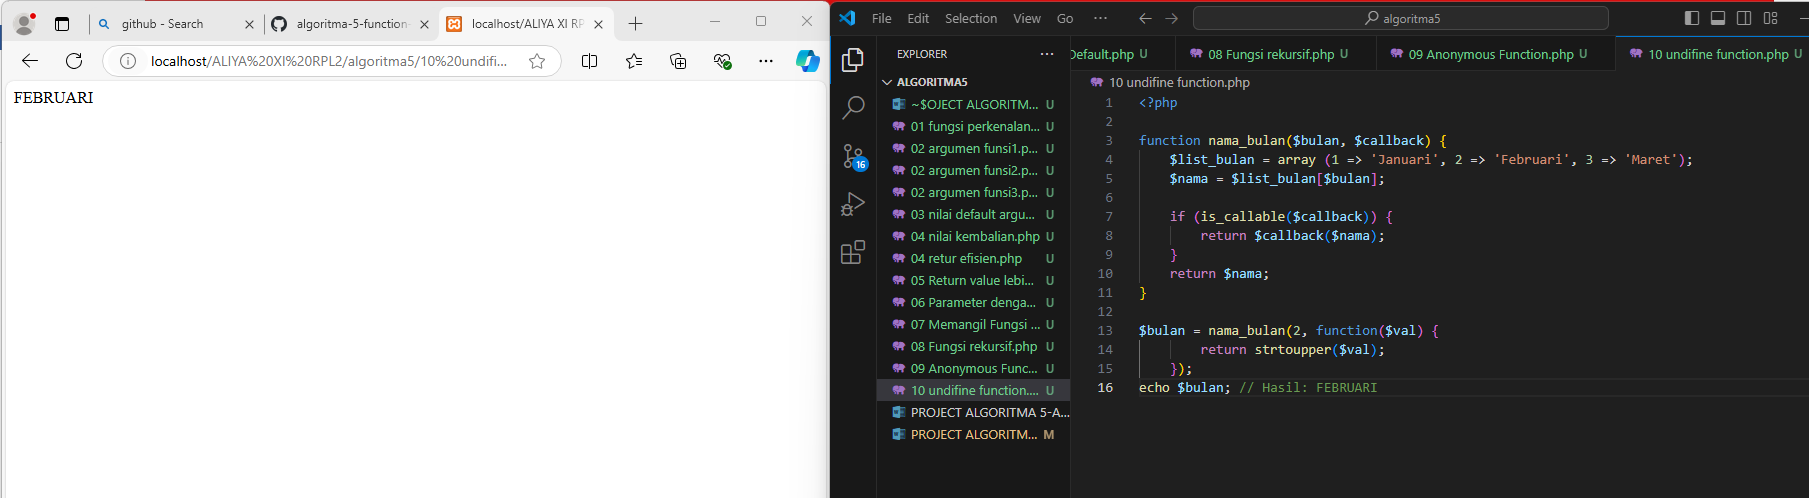 github - Search
algoritma-5-function-
localhost/ALIYA XI RP
localhost/ALIYA%20XI%20RPL2/algoritma5/10%20undifi...
FEBRUARI
File Edit Selection View Go ...
algoritma5
EXPLORER
ALGORITMA5
~$OJECT ALGORITM... U
01 fungsi perkenalan... U
02 argumen funsi1.p... U
02 argumen funsi2.p... U
02 argumen funsi3.p... U
03 nilai default argu... U
04 nilai kembalian.php U
04 retur efisien.php U
05 Return value lebi... U
06 Parameter denga... U
07 Memangil Fungsi ... U
08 Fungsi rekursif.php U
09 Anonymous Func... U
10 undifine function.... U
PROJECT ALGORITMA 5-A...
PROJECT ALGORITM... M
16
Default.php U
08 Fungsi rekursif.php U
09 Anonymous Function.php U
10 undifine function.php U
10 undifine function.php
1 <?php
2
3 function nama_bulan($bulan, $callback) {
4 $list_bulan = array (1 => 'Januari', 2 => 'Februari', 3 => 'Maret');
5 $nama = $list_bulan[$bulan];
6
7 if (is_callable($callback)) {
8 return $callback($nama);
9 }
10 return $nama;
11 }
12
13 $bulan = nama_bulan(2, function($val) {
14 return strtoupper($val);
15 });
16 echo $bulan; // Hasil: FEBRUARI